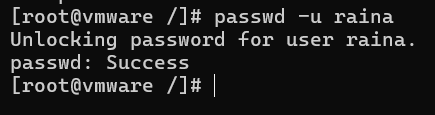 [root@vmware /]# passwd -u raina
Unlocking password for user raina.
passwd: Success
[root@vmware /]#